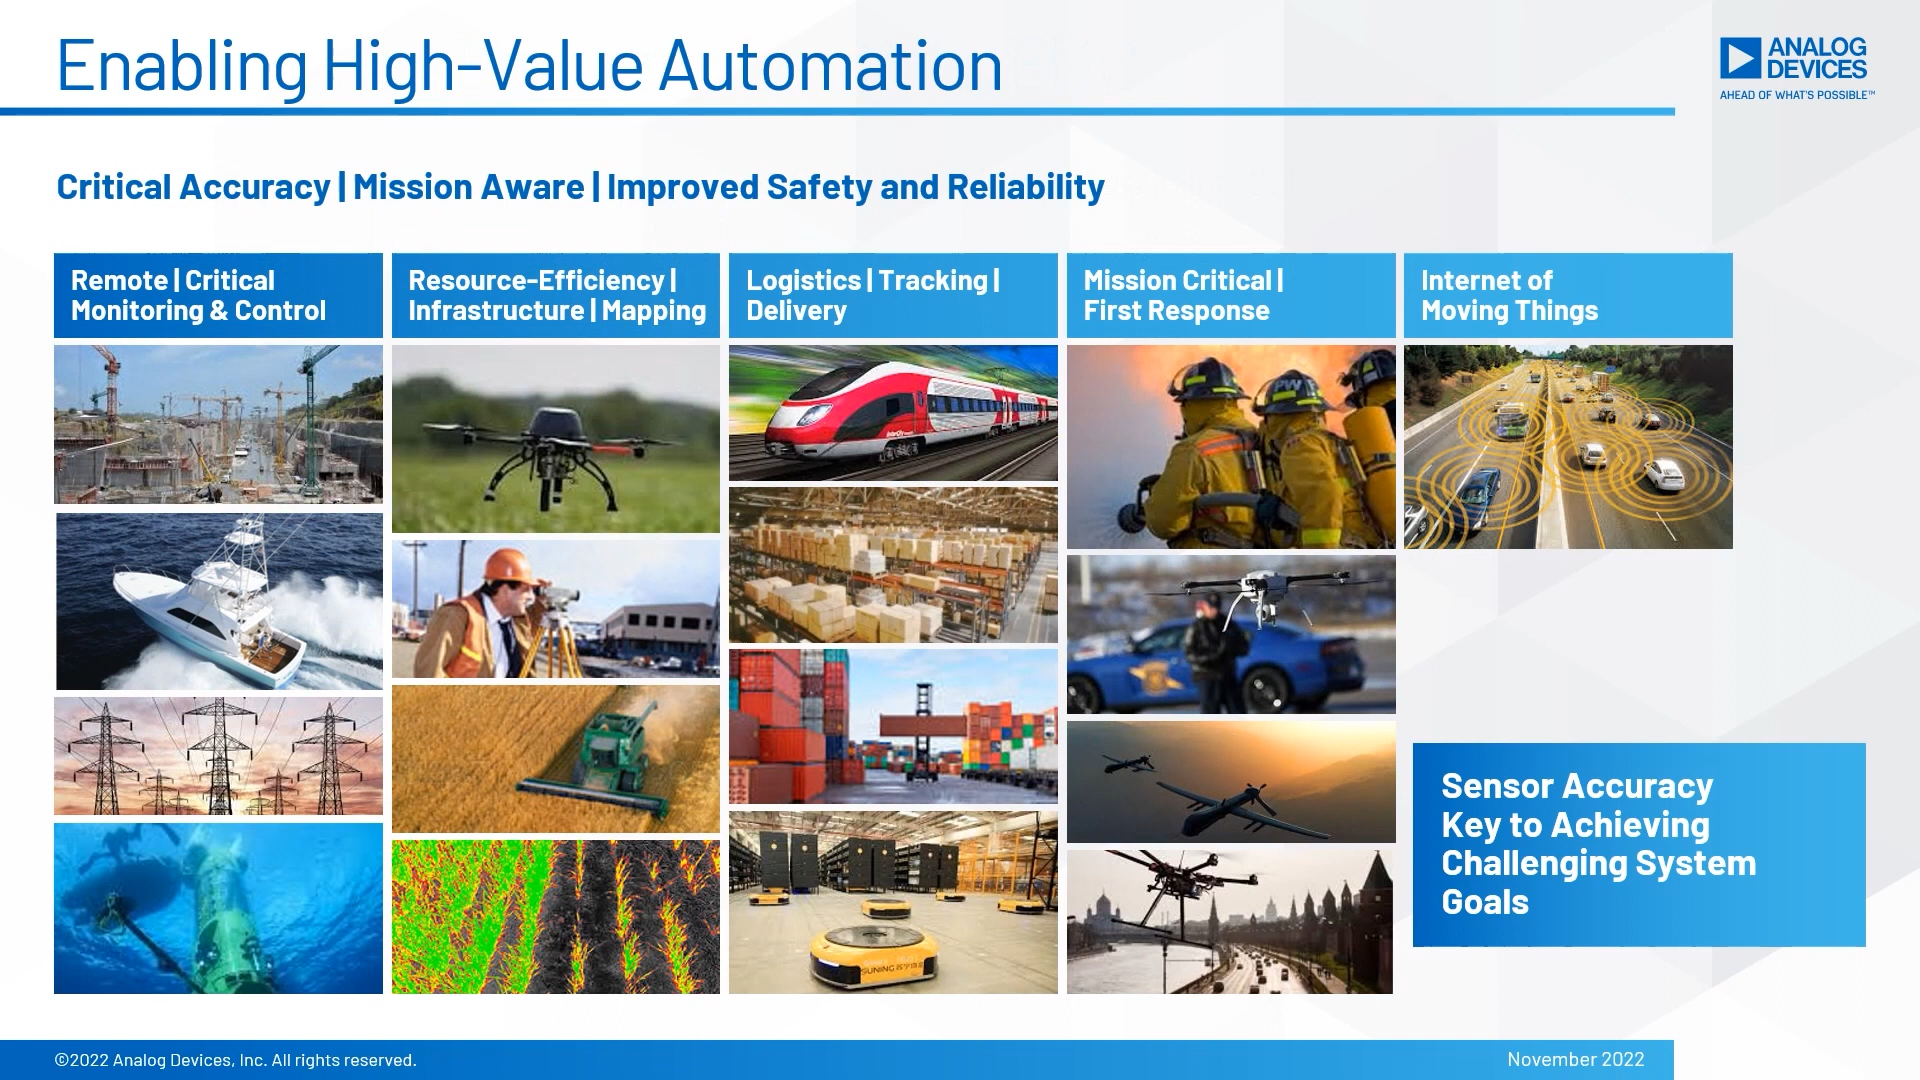 Enabling High-Value Automation
ANALOG
DEVICES
AHEAD OF WHAT'S POSSIBLE™
Critical Accuracy | Mission Aware | Improved Safety and Reliability
Remote | Critical
Monitoring & Control
Resource-Efficiency |
Infrastructure | Mapping
Logistics | Tracking |
Delivery
Mission Critical |
First Response
Internet of
Moving Things
PW
SUNING
Sensor Accuracy
Key to Achieving
Challenging System
Goals
©2022 Analog Devices, Inc. All rights reserved.
November 2022